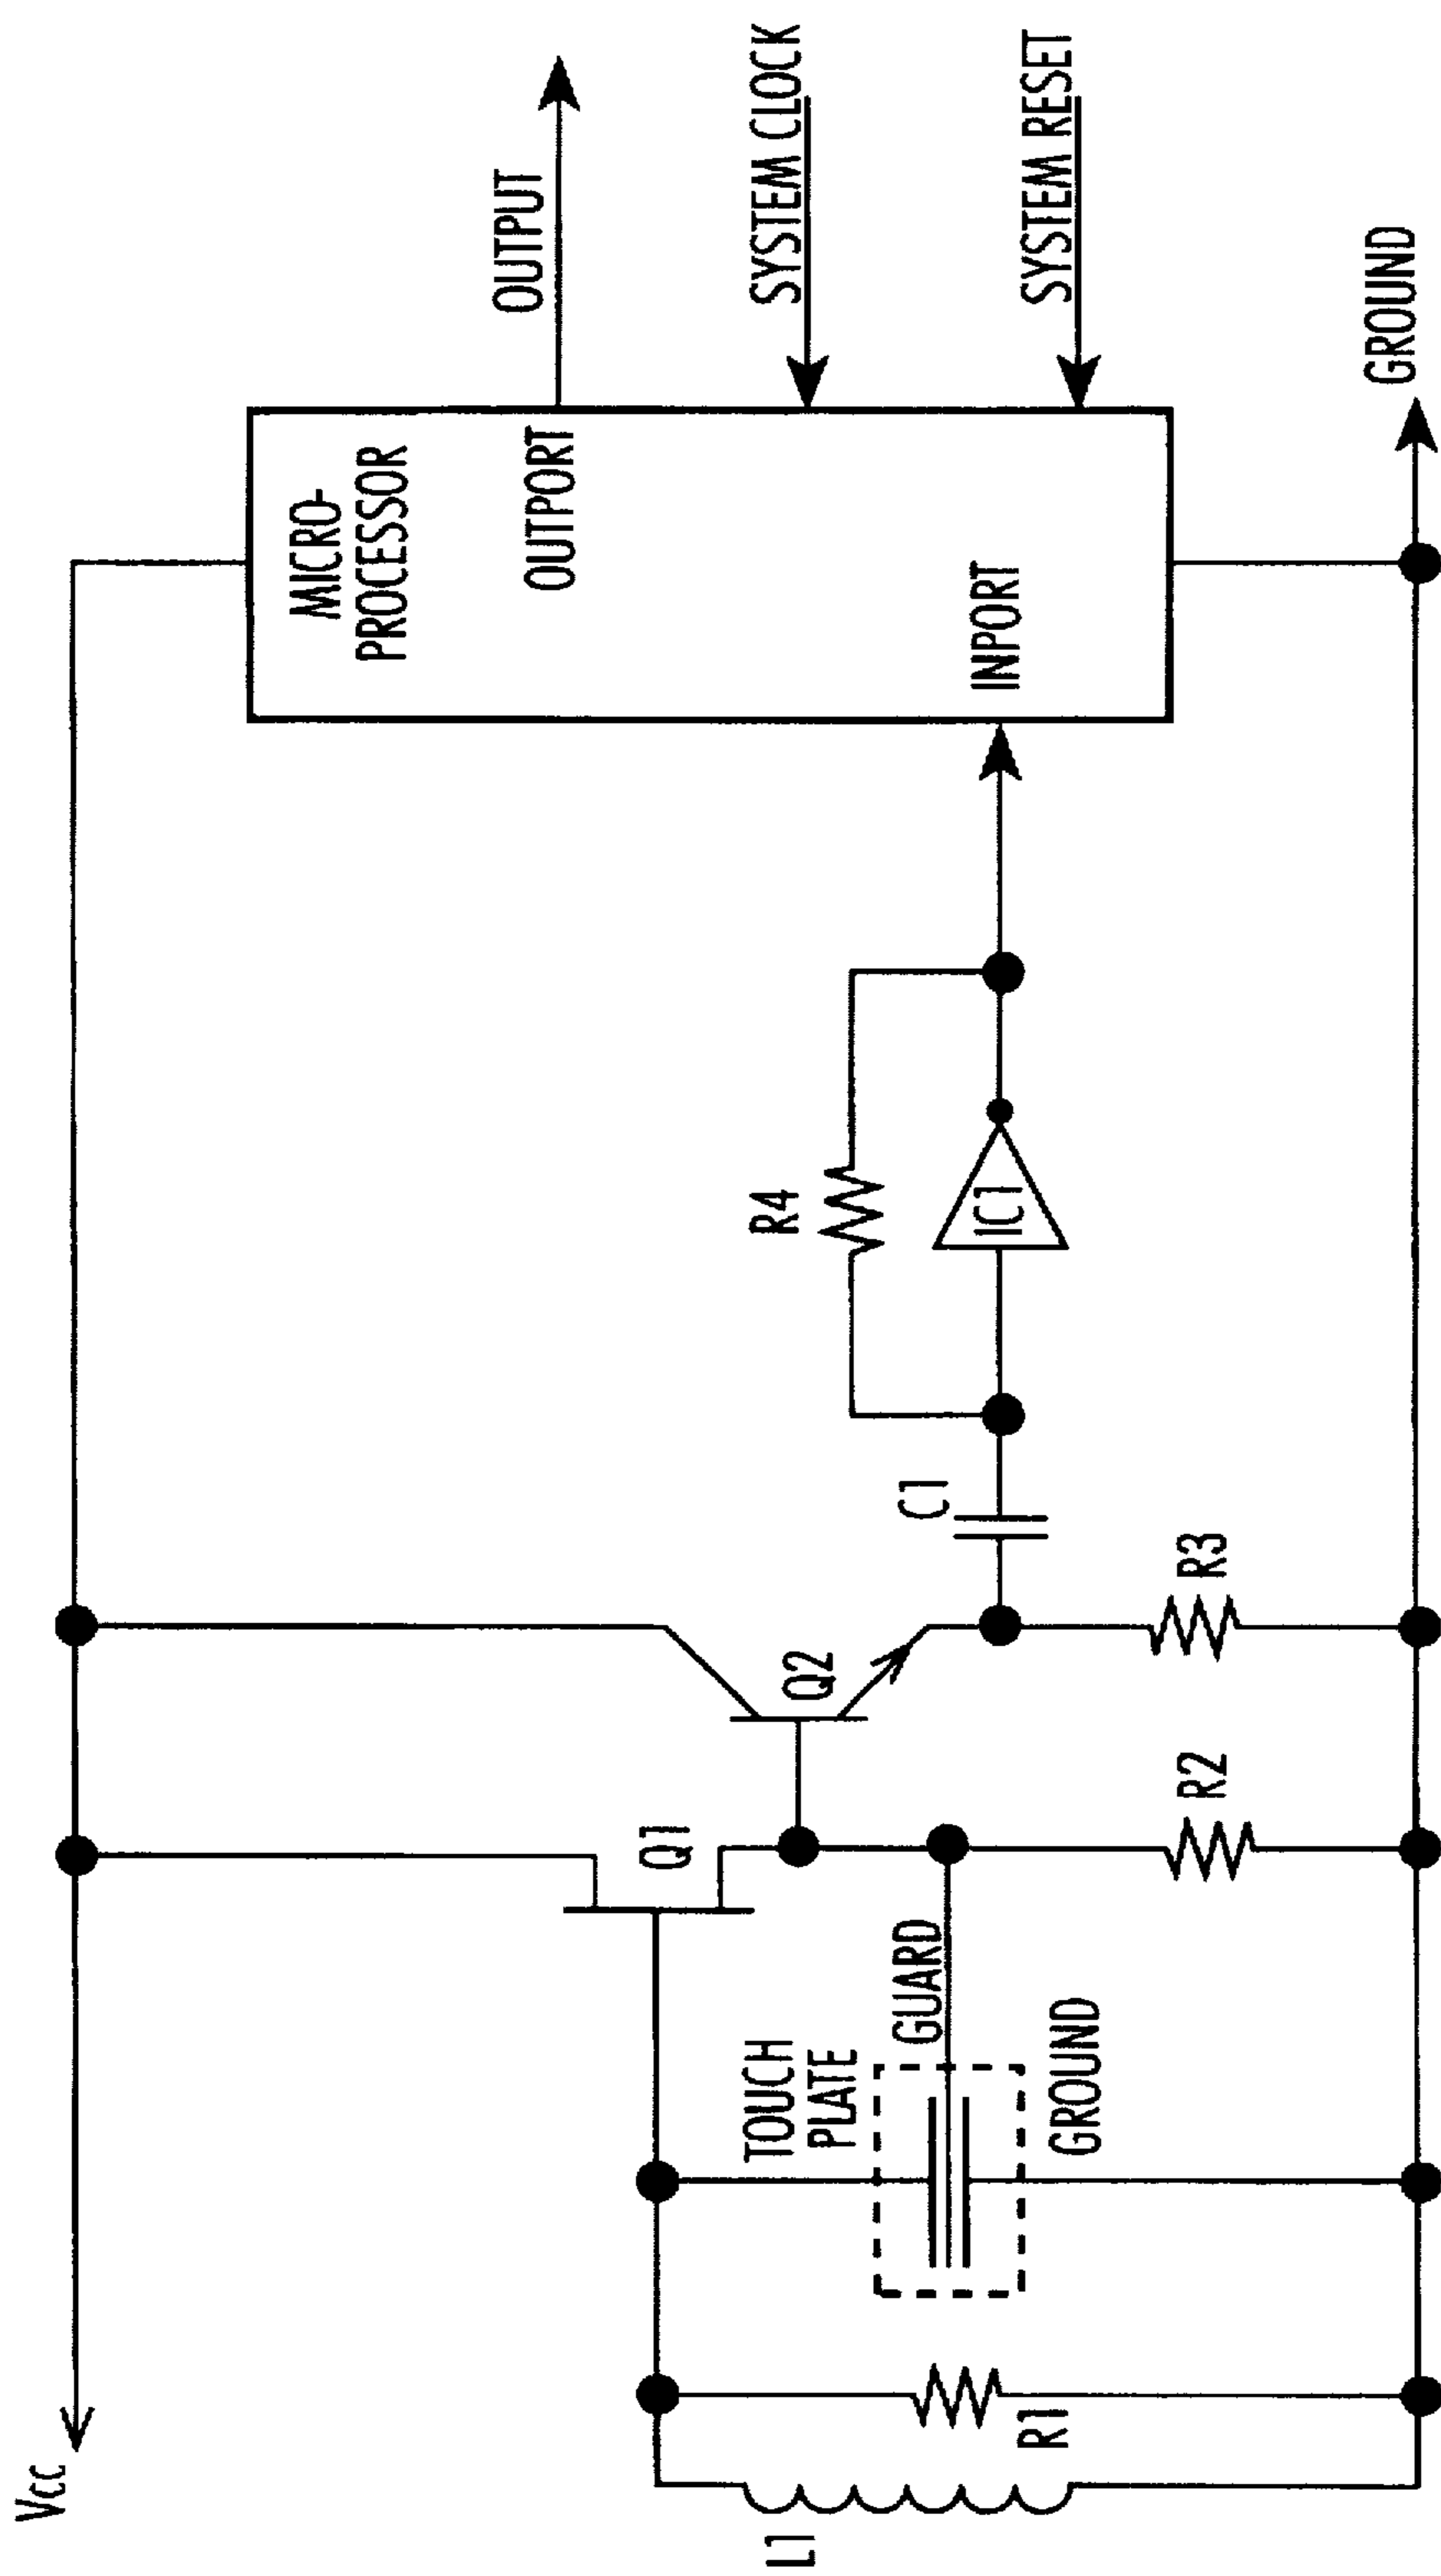 Vcc
L1
R1
TOUCH
PLATE
GUARD
GROUND
Q1
R2
Q2
R3
C1
R4
IC1
MICRO-
PROCESSOR
OUTPORT
INPORT
OUTPUT
SYSTEM CLOCK
SYSTEM RESET
GROUND